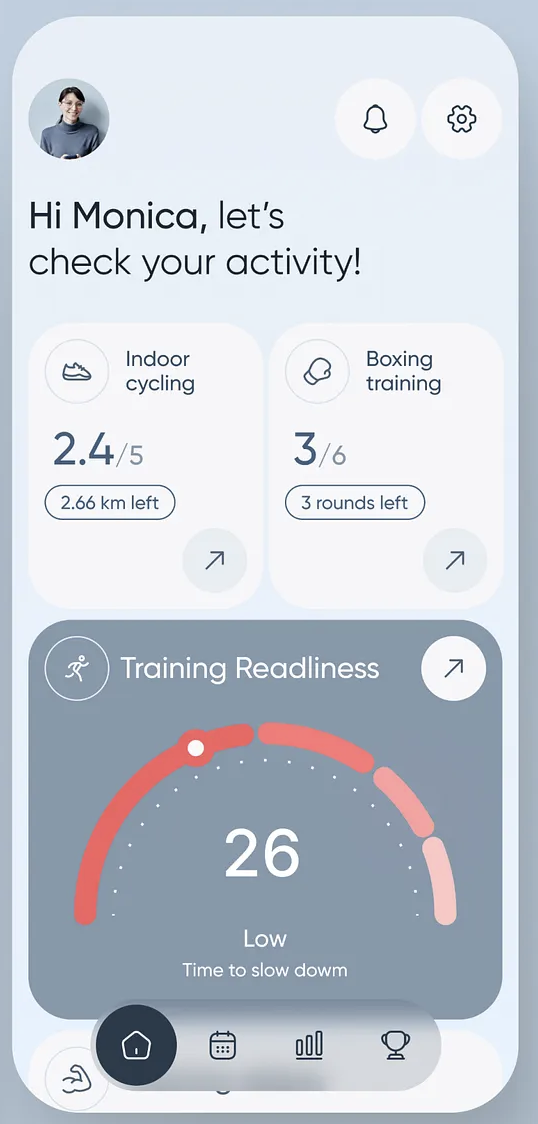 Hi Monica, let's
check your activity!
Indoor
cycling
2.4/5
2.66 km left
Boxing
training
3/6
3 rounds left
Training Readliness
26
Low
Time to slow dowm